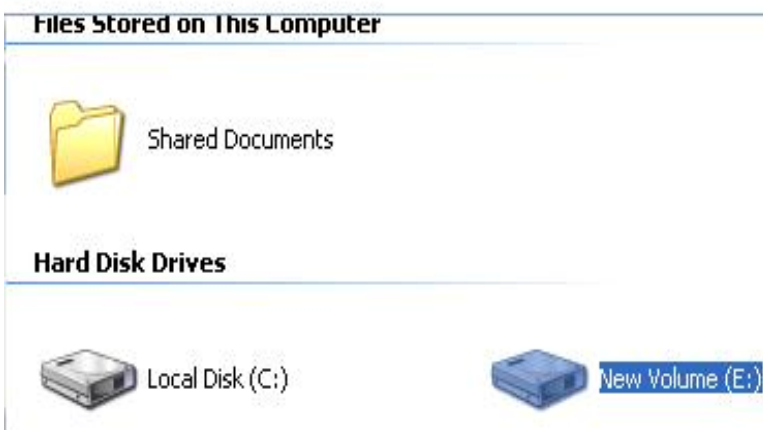 Files Stored on This Computer
Shared Documents
Hard Disk Drives
Local Disk (C:)
New Volume (E:)